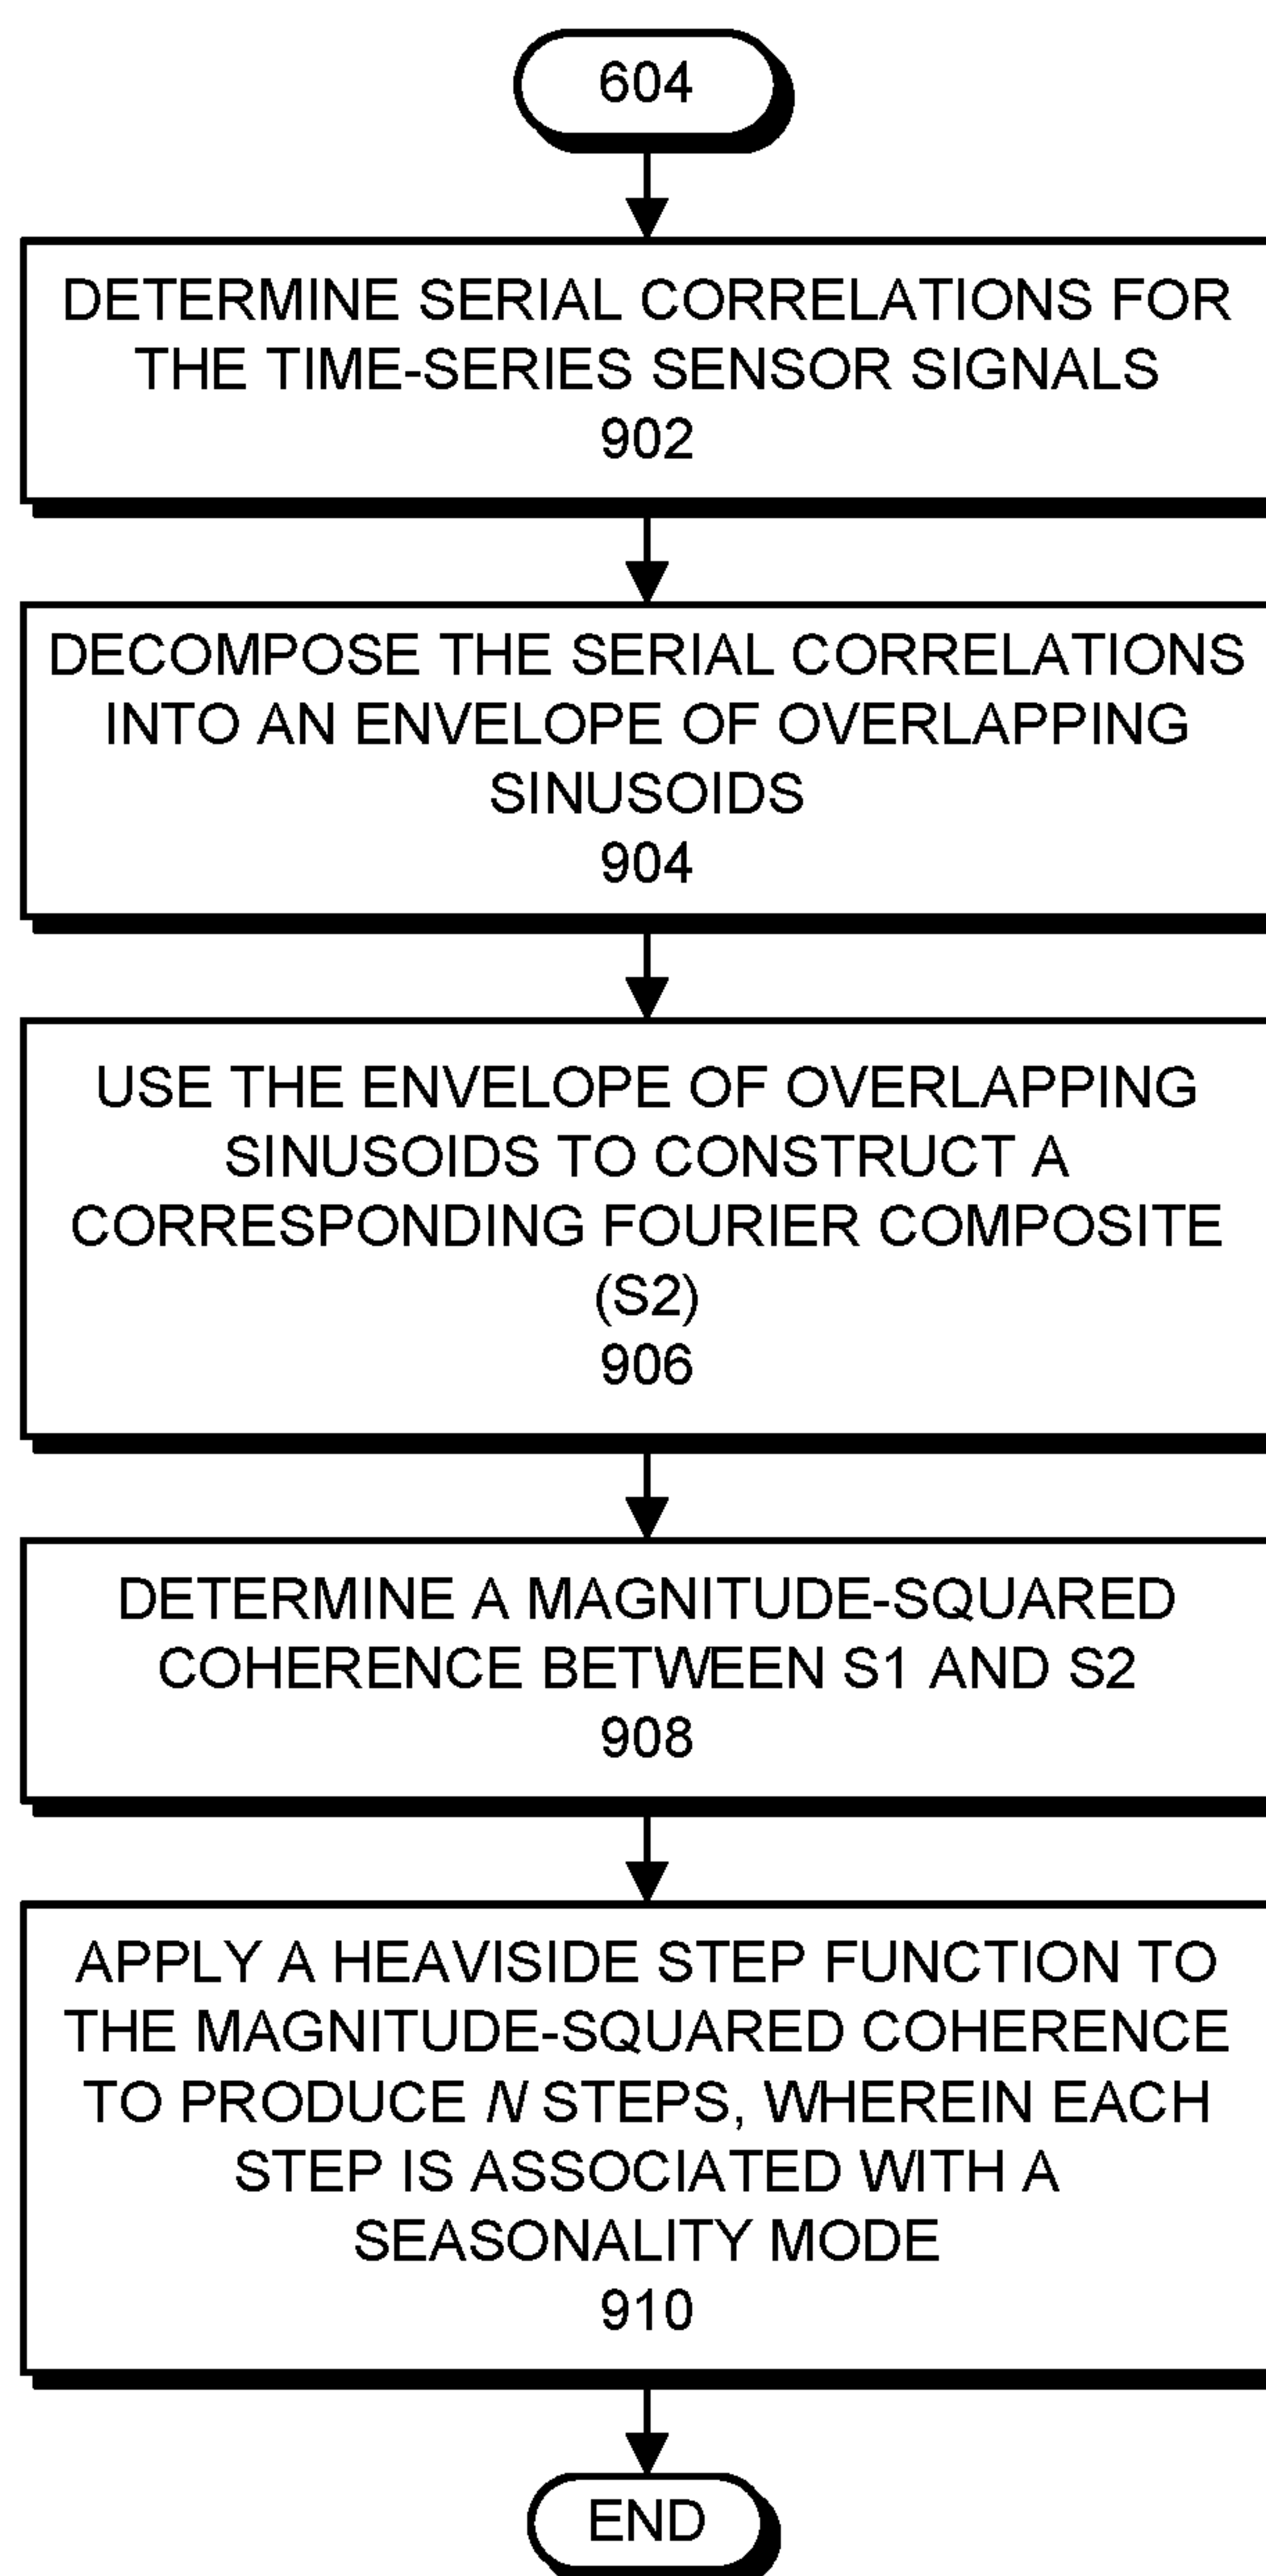 604
DETERMINE SERIAL CORRELATIONS FOR
THE TIME-SERIES SENSOR SIGNALS
902
DECOMPOSE THE SERIAL CORRELATIONS
INTO AN ENVELOPE OF OVERLAPPING
SINUSOIDS
904
USE THE ENVELOPE OF OVERLAPPING
SINUSOIDS TO CONSTRUCT A
CORRESPONDING FOURIER COMPOSITE
(S2)
906
DETERMINE A MAGNITUDE-SQUARED
COHERENCE BETWEEN S1 AND S2
908
APPLY A HEAVISIDE STEP FUNCTION TO
THE MAGNITUDE-SQUARED COHERENCE
TO PRODUCE N STEPS, WHEREIN EACH
STEP IS ASSOCIATED WITH A
SEASONALITY MODE
910
END